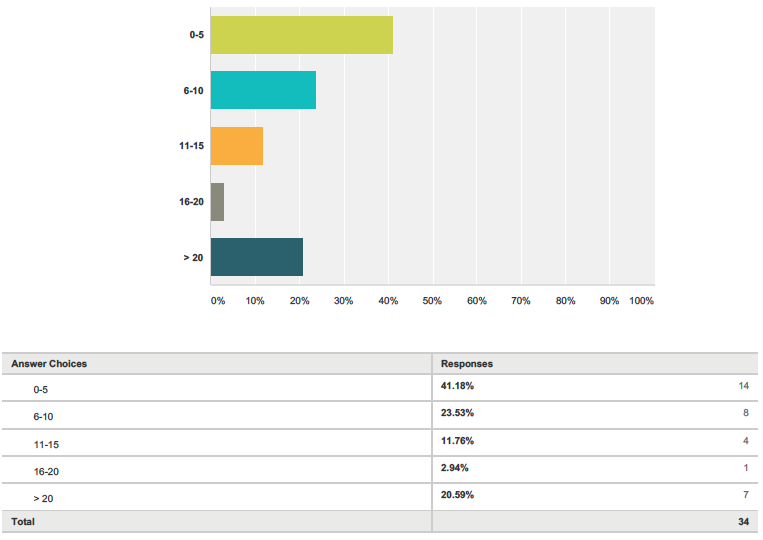 0-5
6-10
11-15
16-20
> 20
0% 10% 20% 30% 40% 50% 60% 70% 80% 90% 100%
Answer Choices Responses
0-5 41.18% 14
6-10 23.53% 8
11-15 11.76% 4
16-20 2.94% 1
> 20 20.59% 7
Total 34